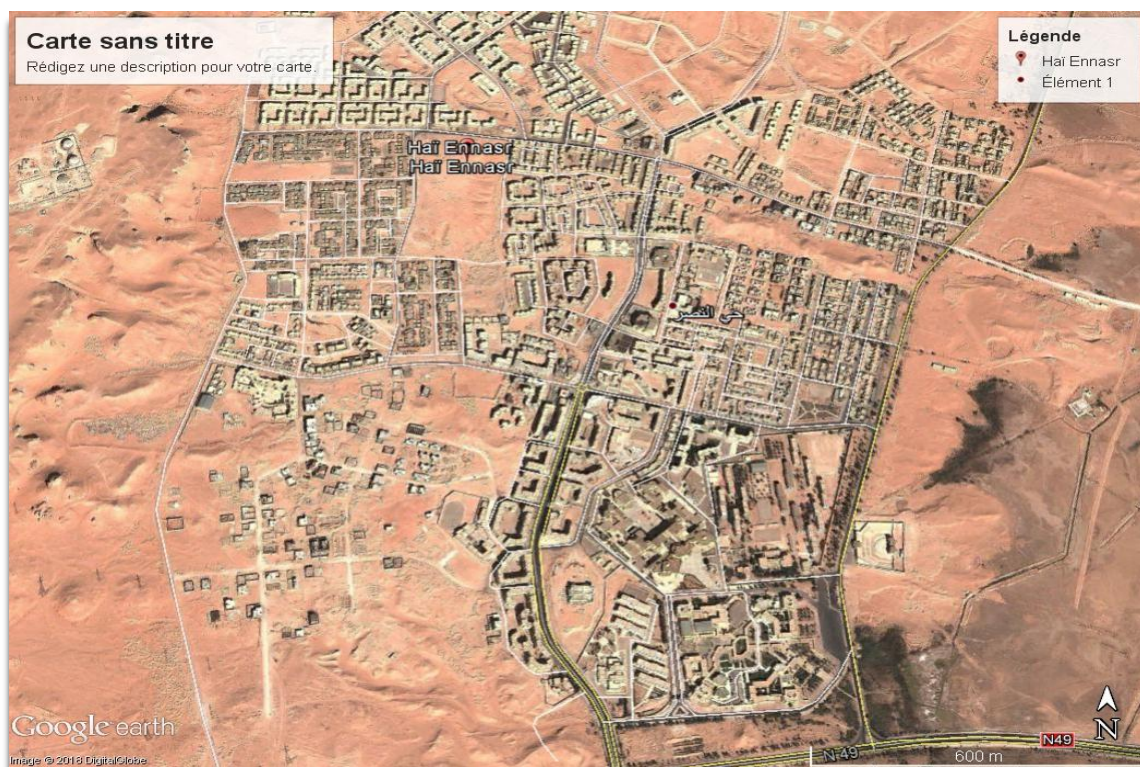 Carte sans titre
Rédigez une description pour votre carte.
Légende
Haï Ennasr
Élément 1
Haï Ennasr
Haï Ennasr
حي النصر
Google earth
N
N 49
N49
600 m
Image © 2018 DigitalGlobe